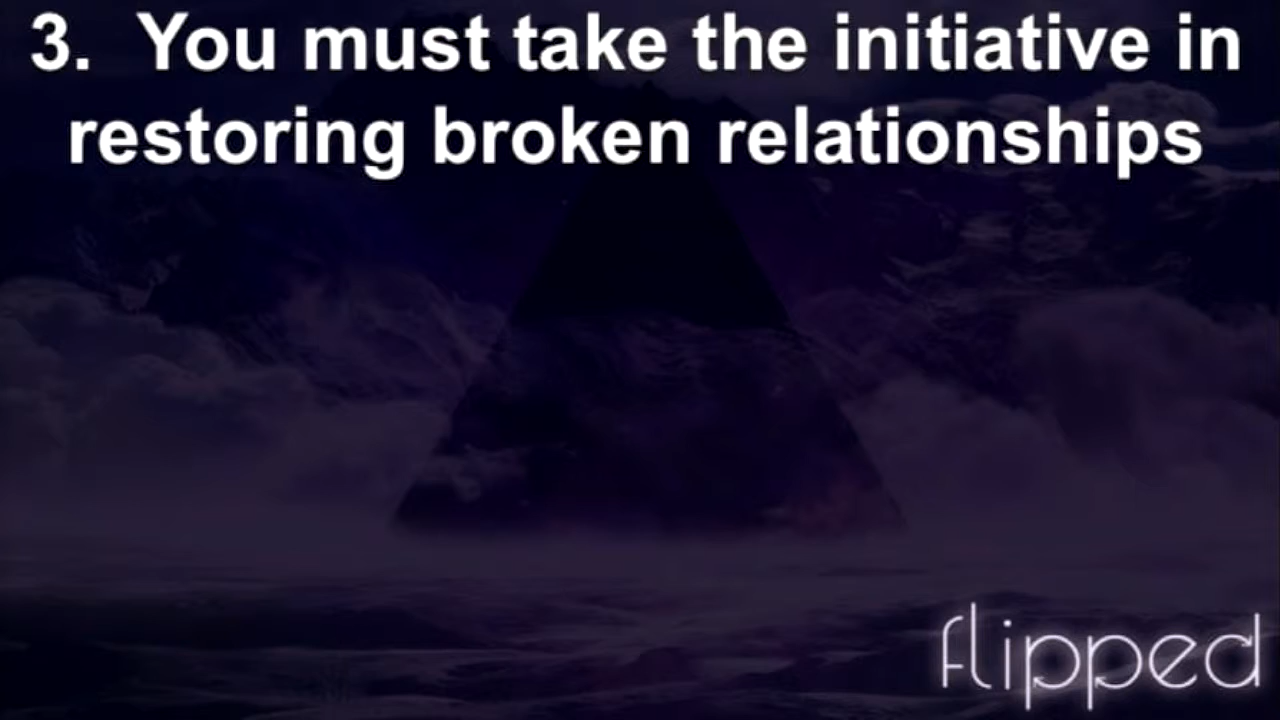 3. You must take the initiative in
restoring broken relationships
flipped